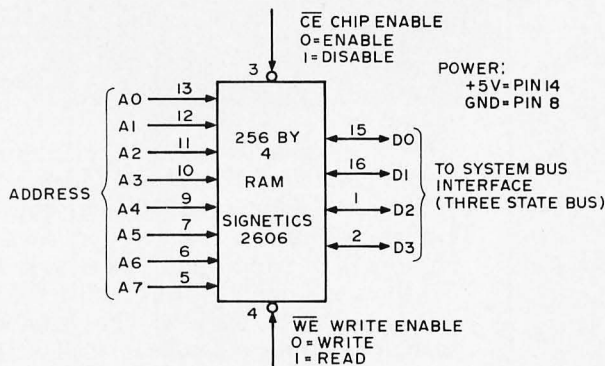 C̅E̅ CHIP ENABLE
0=ENABLE
1=DISABLE
3
POWER:
+5V=PIN 14
GND=PIN 8
ADDRESS
A0 13
A1 12
A2 11
A3 10
A4 9
A5 7
A6 6
A7 5
256 BY
4
RAM
SIGNETICS
2606
15 D0
16 D1
1 D2
2 D3
TO SYSTEM BUS
INTERFACE
(THREE STATE BUS)
4
W̅E̅ WRITE ENABLE
0=WRITE
1=READ